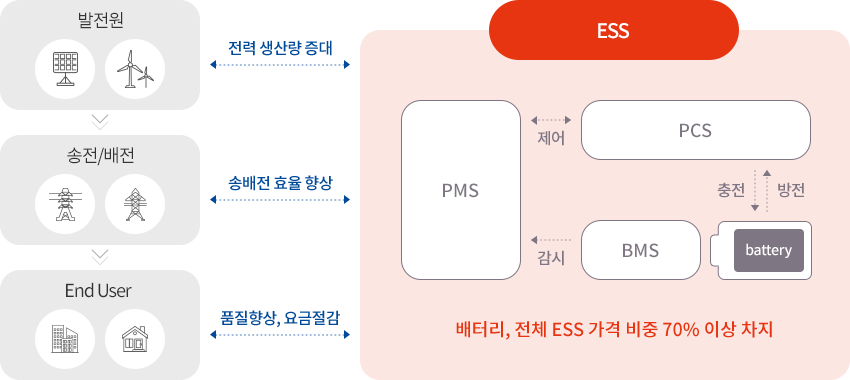 발전원
송전/배전
End User
전력 생산량 증대
송배전 효율 향상
품질향상, 요금절감
ESS
PMS
제어
PCS
충전
방전
감시
BMS
battery
배터리, 전체 ESS 가격 비중 70% 이상 차지